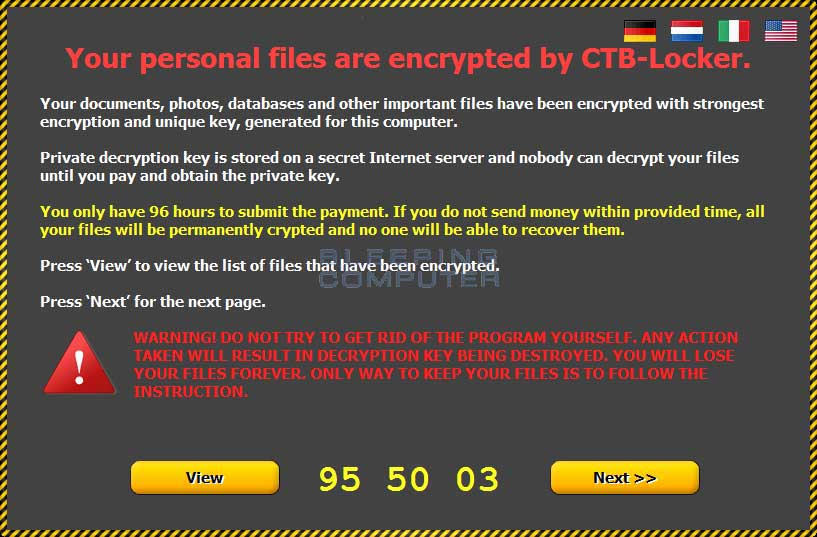 Your personal files are encrypted by CTB-Locker.
Your documents, photos, databases and other important files have been encrypted with strongest
encryption and unique key, generated for this computer.
Private decryption key is stored on a secret Internet server and nobody can decrypt your files
until you pay and obtain the private key.
You only have 96 hours to submit the payment. If you do not send money within provided time, all
your files will be permanently crypted and no one will be able to recover them.
BLEEPING
COMPUTER
Press ‘View’ to view the list of files that have been encrypted.
Press ‘Next’ for the next page.
WARNING! DO NOT TRY TO GET RID OF THE PROGRAM YOURSELF. ANY ACTION
TAKEN WILL RESULT IN DECRYPTION KEY BEING DESTROYED. YOU WILL LOSE
YOUR FILES FOREVER. ONLY WAY TO KEEP YOUR FILES IS TO FOLLOW THE
INSTRUCTION.
View 95 50 03 Next >>